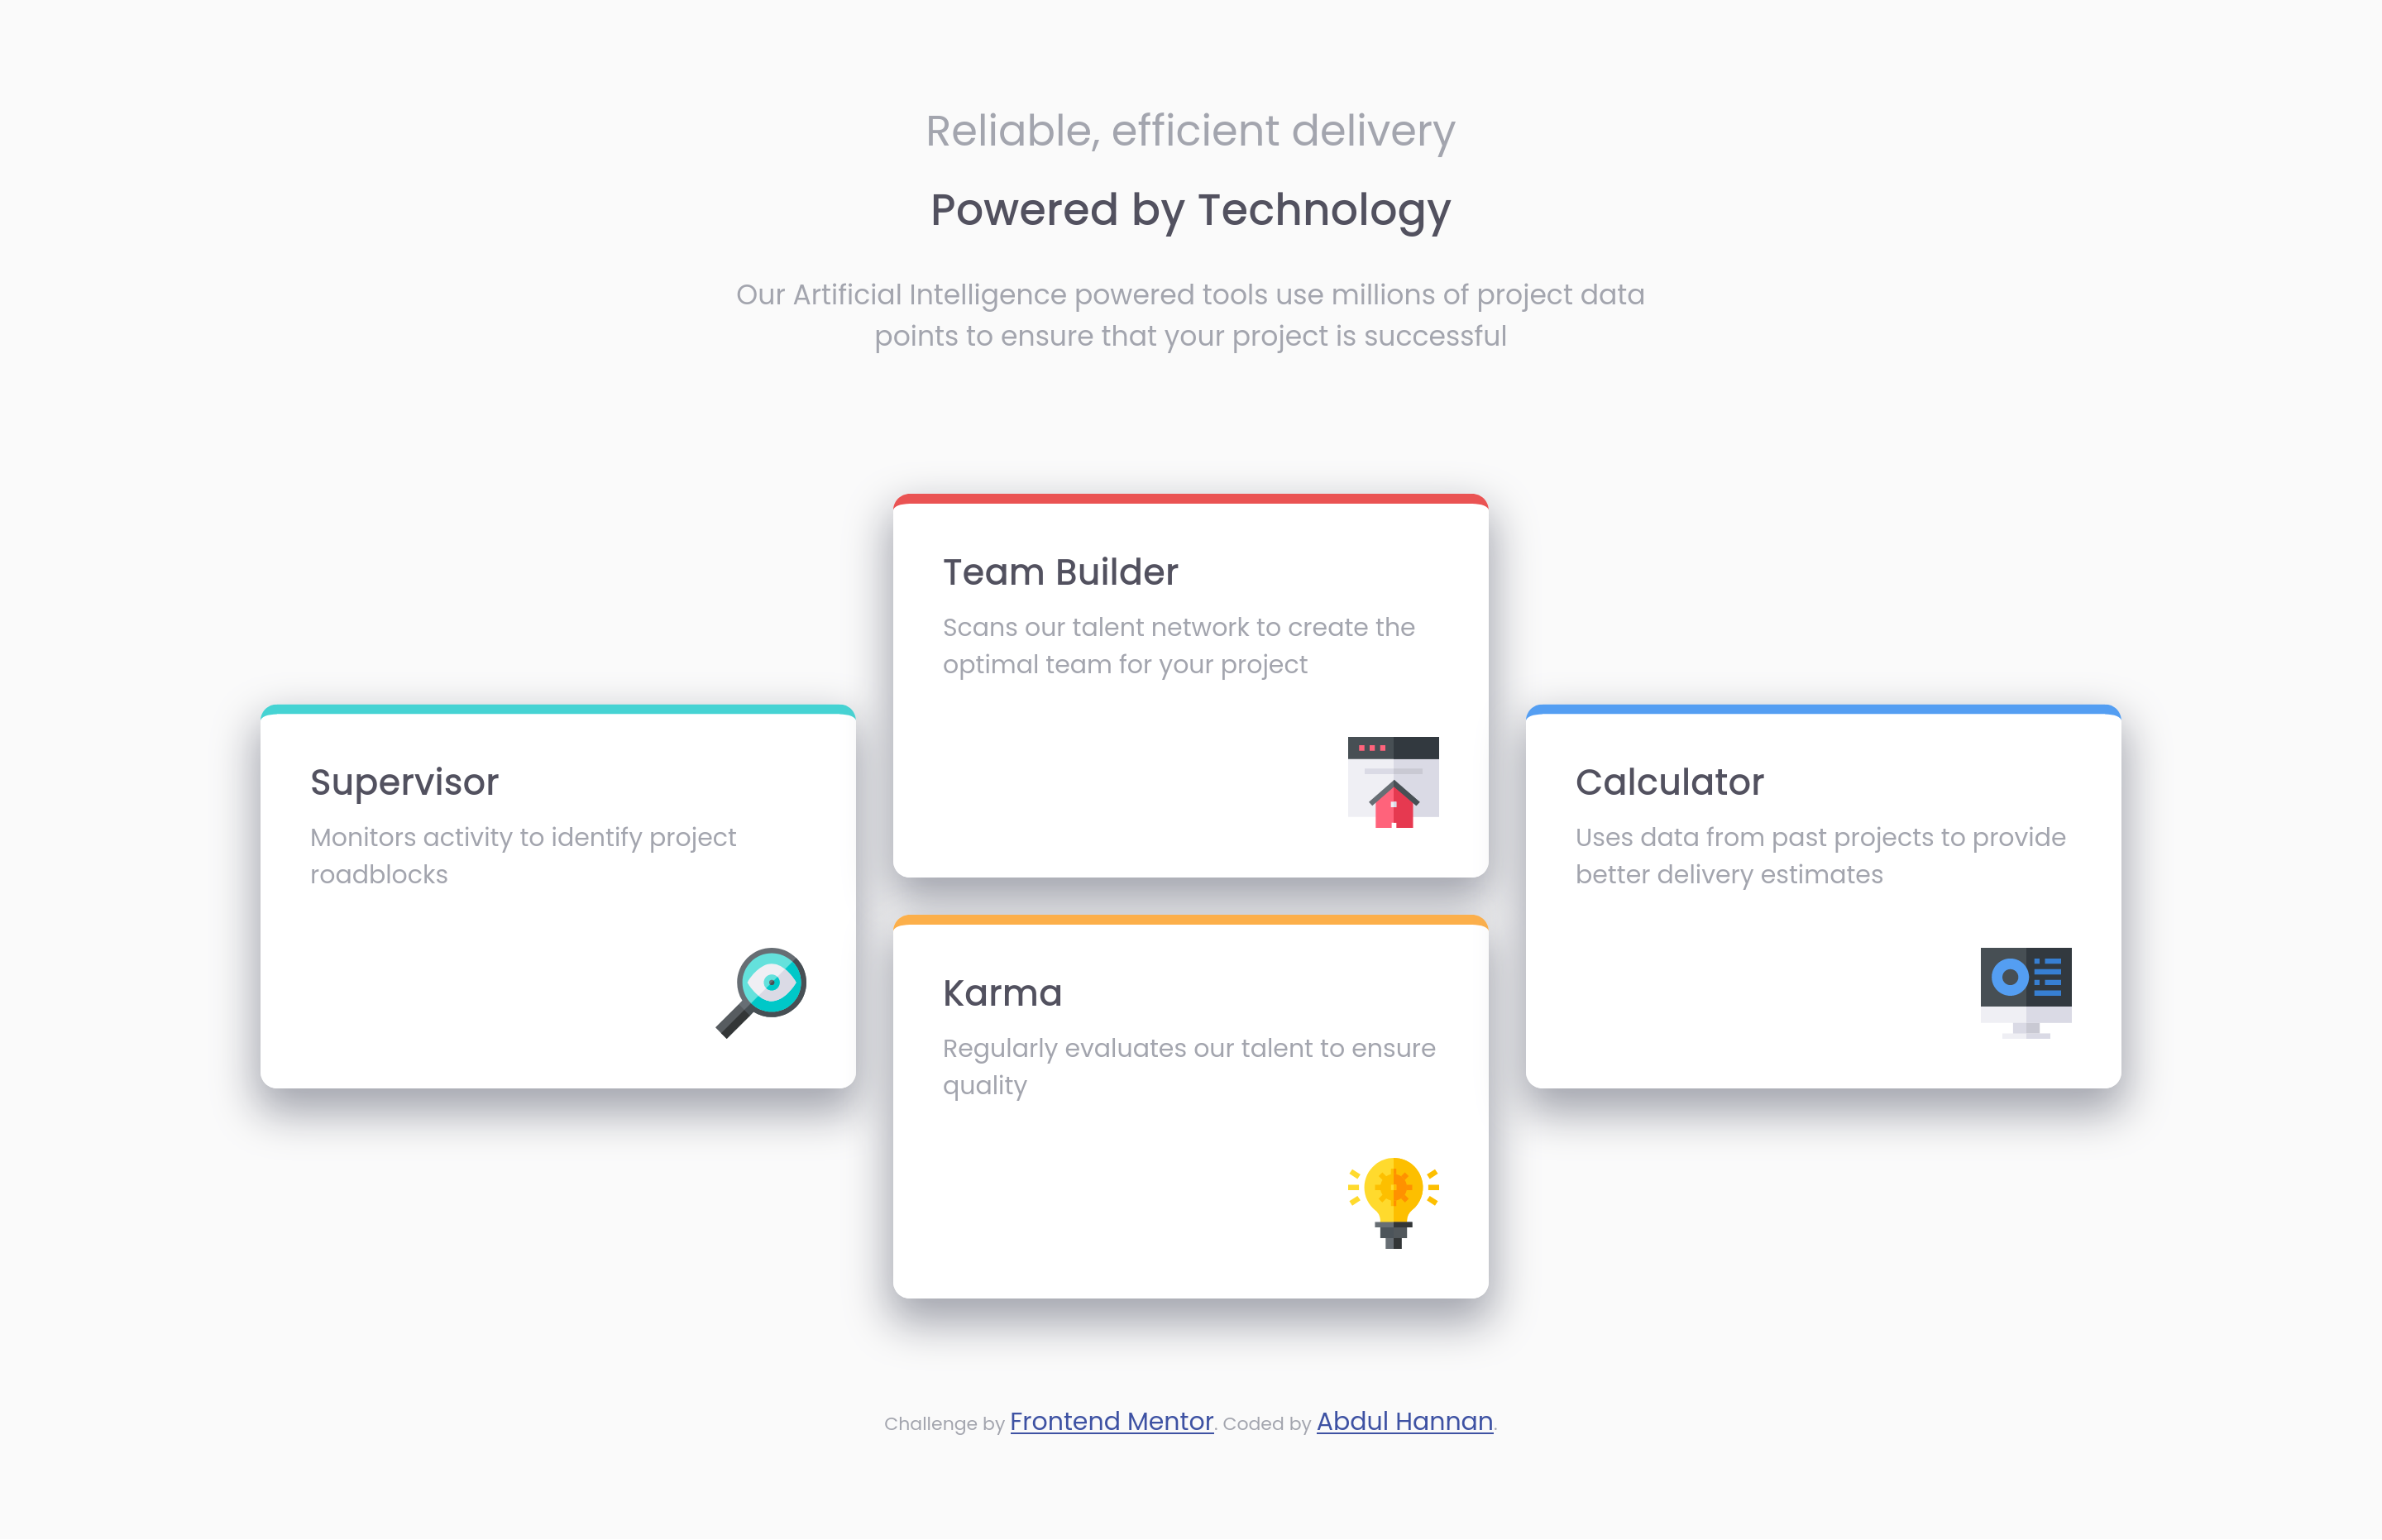 Reliable, efficient delivery
Powered by Technology
Our Artificial Intelligence powered tools use millions of project data
points to ensure that your project is successful
Supervisor
Monitors activity to identify project
roadblocks
Team Builder
Scans our talent network to create the
optimal team for your project
Karma
Regularly evaluates our talent to ensure
quality
Calculator
Uses data from past projects to provide
better delivery estimates
Challenge by Frontend Mentor. Coded by Abdul Hannan.